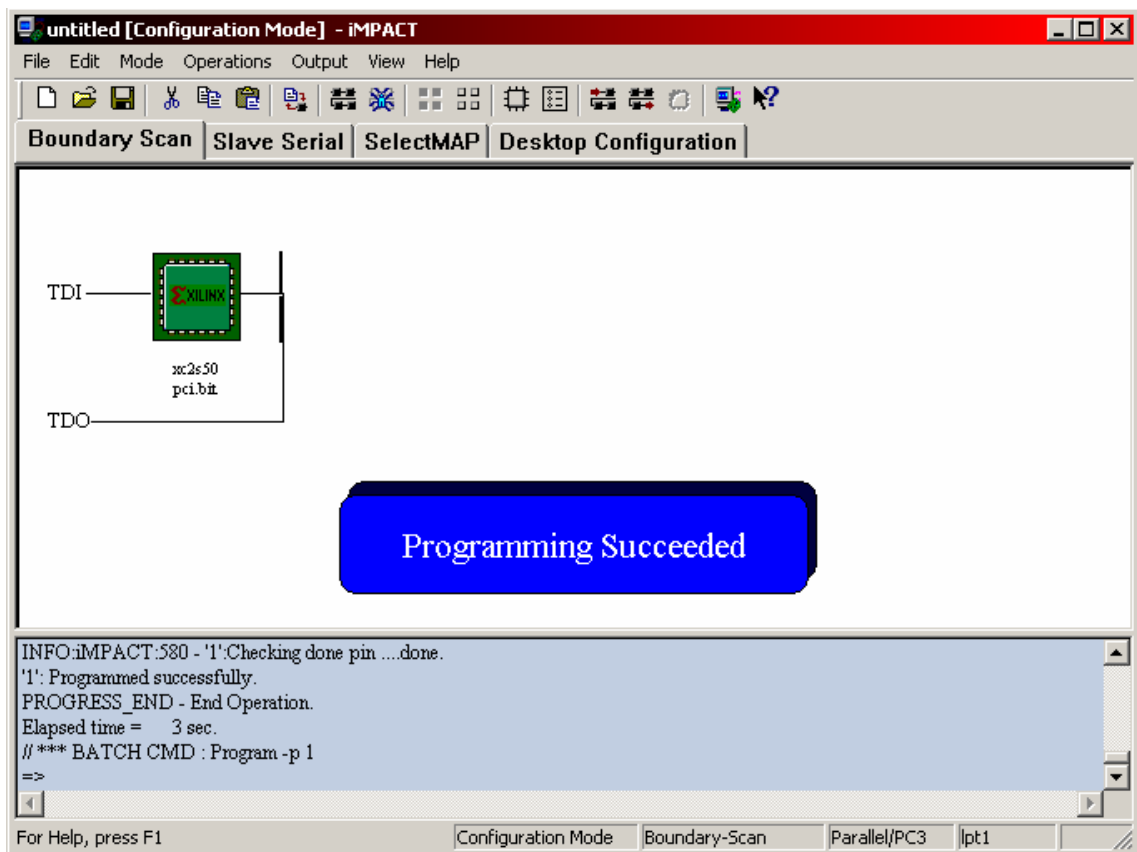 untitled [Configuration Mode] - iMPACT
File Edit Mode Operations Output View Help
Boundary Scan Slave Serial SelectMAP Desktop Configuration
TDI
XILINX
xc2s50
pci.bit
TDO
Programming Succeeded
INFO:iMPACT:580 - '1':Checking done pin ....done.
'1': Programmed successfully.
PROGRESS_END - End Operation.
Elapsed time =      3 sec.
// *** BATCH CMD : Program -p 1
=>
For Help, press F1 Configuration Mode Boundary-Scan Parallel/PC3 lpt1